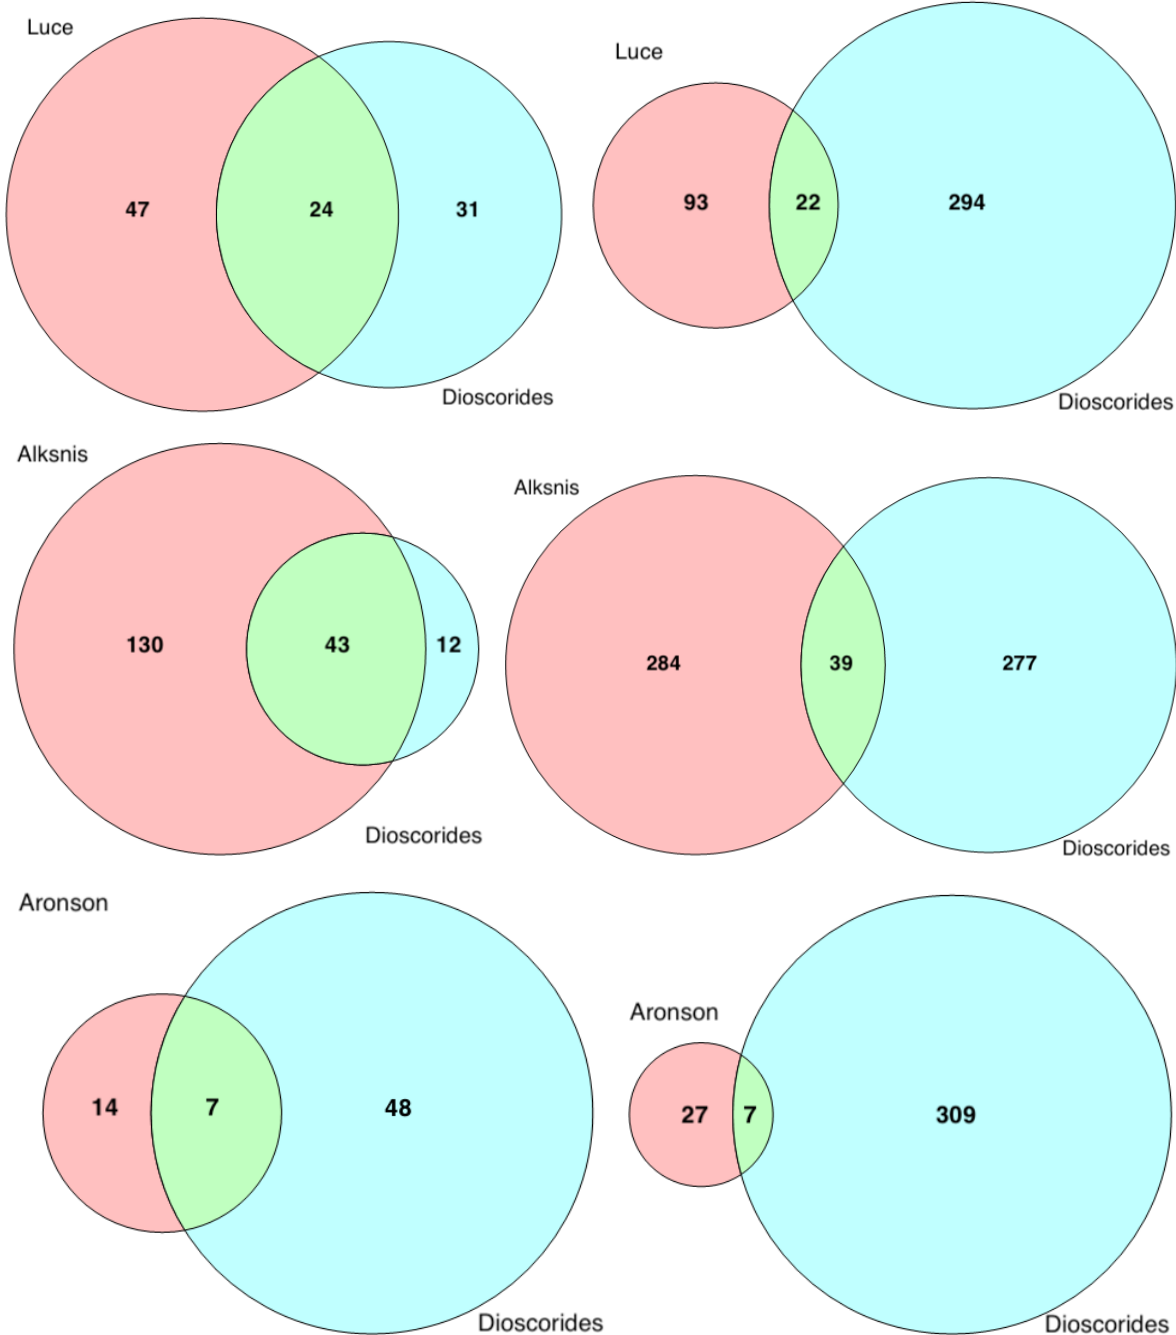 Luce
47
24
31
Dioscorides
Luce
93
22
294
Dioscorides
Alksnis
130
43
12
Dioscorides
Alksnis
284
39
277
Dioscorides
Aronson
14
7
48
Dioscorides
Aronson
27
7
309
Dioscorides